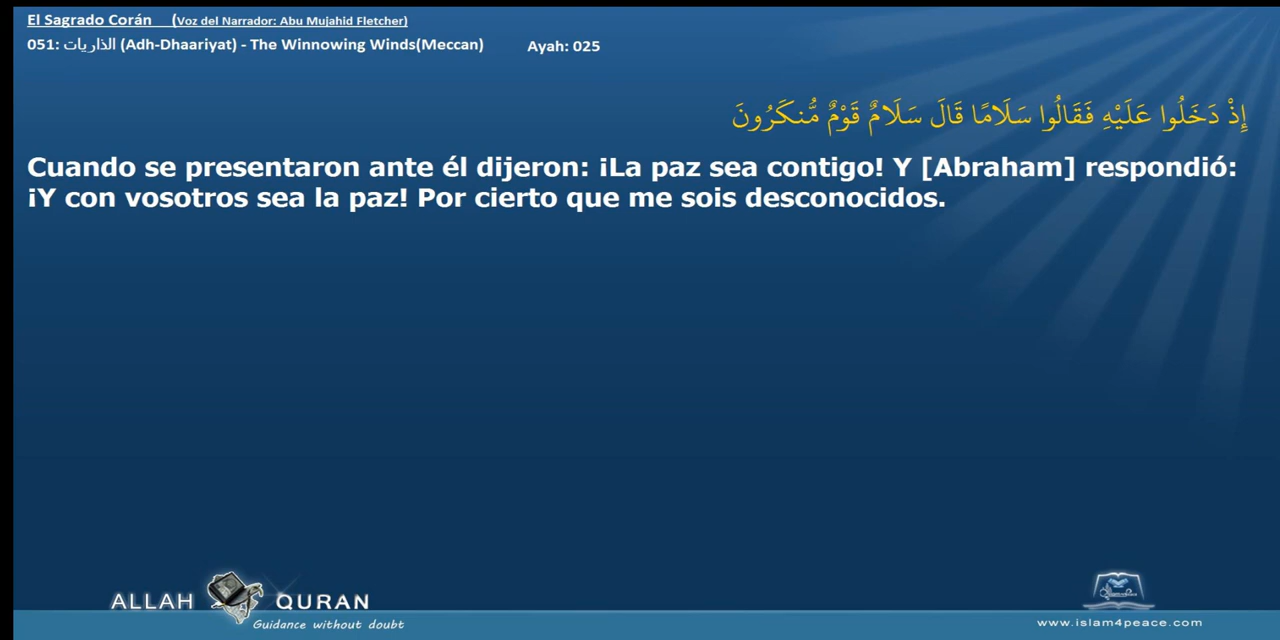 El Sagrado Corán (Voz del Narrador: Abu Mujahid Fletcher)
051: الذاريات (Adh-Dhaariyat) - The Winnowing Winds(Meccan) Ayah: 025
إِذْ دَخَلُوا عَلَيْهِ فَقَالُوا سَلَامًا قَالَ سَلَامٌ قَوْمٌ مُّنكَرُونَ
Cuando se presentaron ante él dijeron: ¡La paz sea contigo! Y [Abraham] respondió:
¡Y con vosotros sea la paz! Por cierto que me sois desconocidos.
ALLAH QURAN
Guidance without doubt
www.islam4peace.com